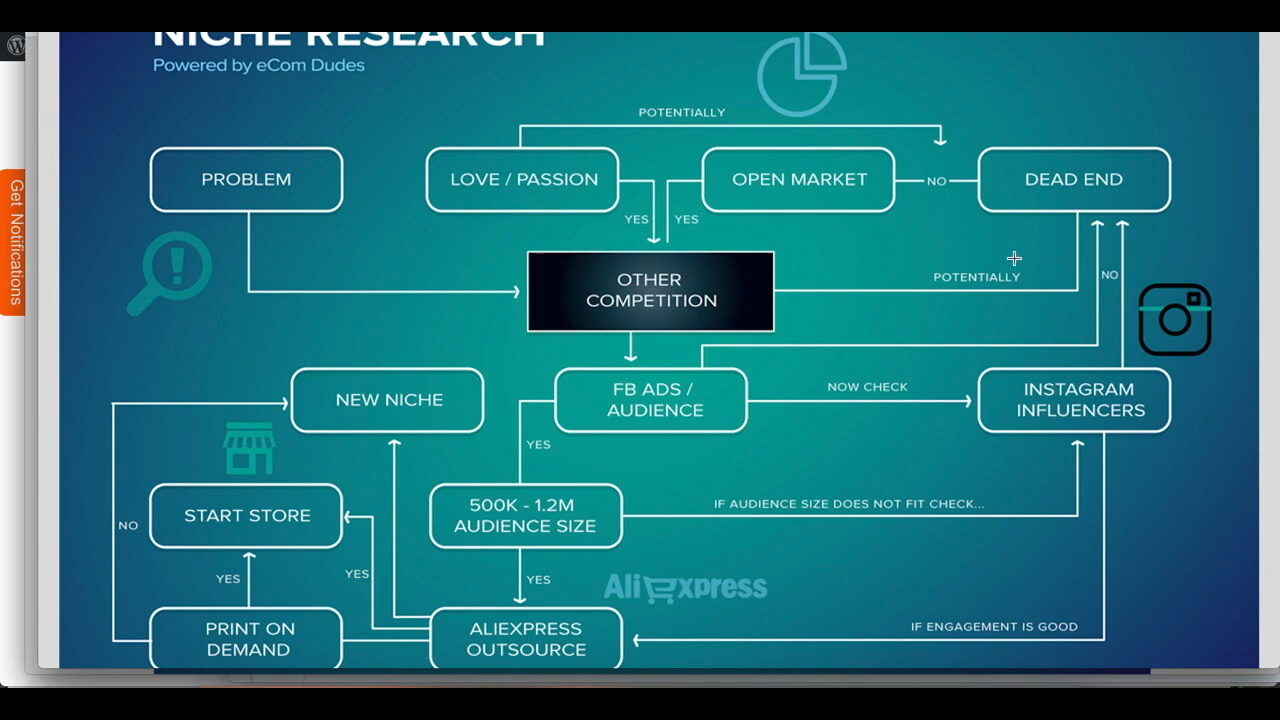 NICHE RESEARCH
Powered by eCom Dudes
POTENTIALLY
PROBLEM
LOVE / PASSION
OPEN MARKET
NO
DEAD END
YES
YES
OTHER
COMPETITION
POTENTIALLY
NO
Get Notifications
NEW NICHE
FB ADS /
AUDIENCE
NOW CHECK
INSTAGRAM
INFLUENCERS
YES
START STORE
500K - 1.2M
AUDIENCE SIZE
IF AUDIENCE SIZE DOES NOT FIT CHECK...
NO
YES
YES
YES
AliExpress
PRINT ON
DEMAND
ALIEXPRESS
OUTSOURCE
IF ENGAGEMENT IS GOOD